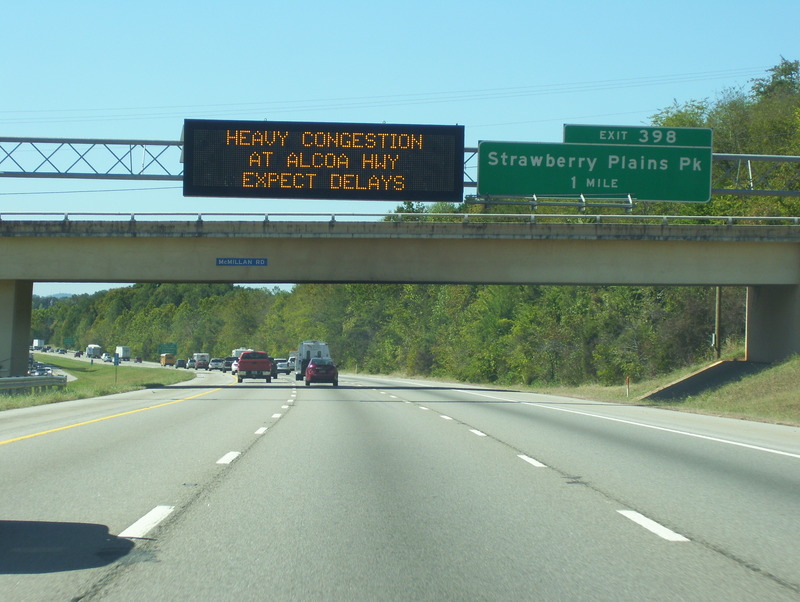 HEAVY CONGESTION
AT ALCOA HWY
EXPECT DELAYS
EXIT 398
Strawberry Plains Pk
1 MILE
McMILLAN RD